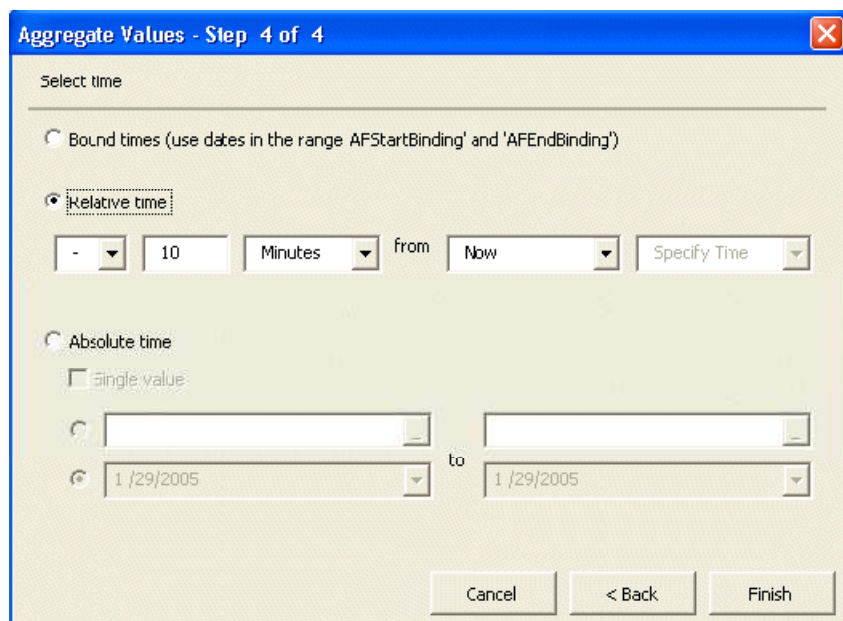 Aggregate Values - Step 4 of 4
Select time
Bound times (use dates in the range AFStartBinding' and 'AFEndBinding')
Relative time
- 10 Minutes from Now Specify Time
Absolute time
Single value
to
1 /29/2005 1 /29/2005
Cancel < Back Finish